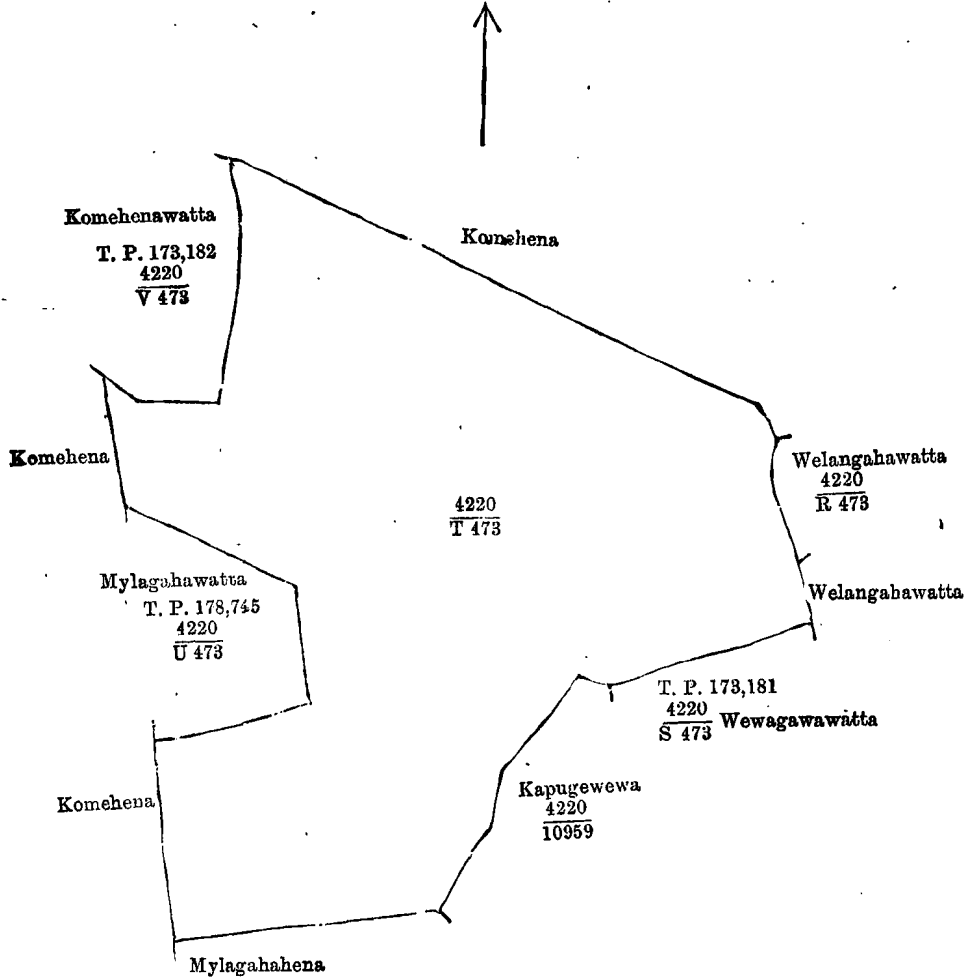 Komehenawatta
T. P. 173,182
4220
V 473
Komehena
Komehena
Welangahawatta
4220
R 473
4220
T 473
Mylagahawatta
T. P. 178,745
4220
U 473
Welangahawatta
T. P. 173,181
4220
S 473 Wewagawawatta
Kapugewewa
4220
10959
Komehena
Mylagahahena